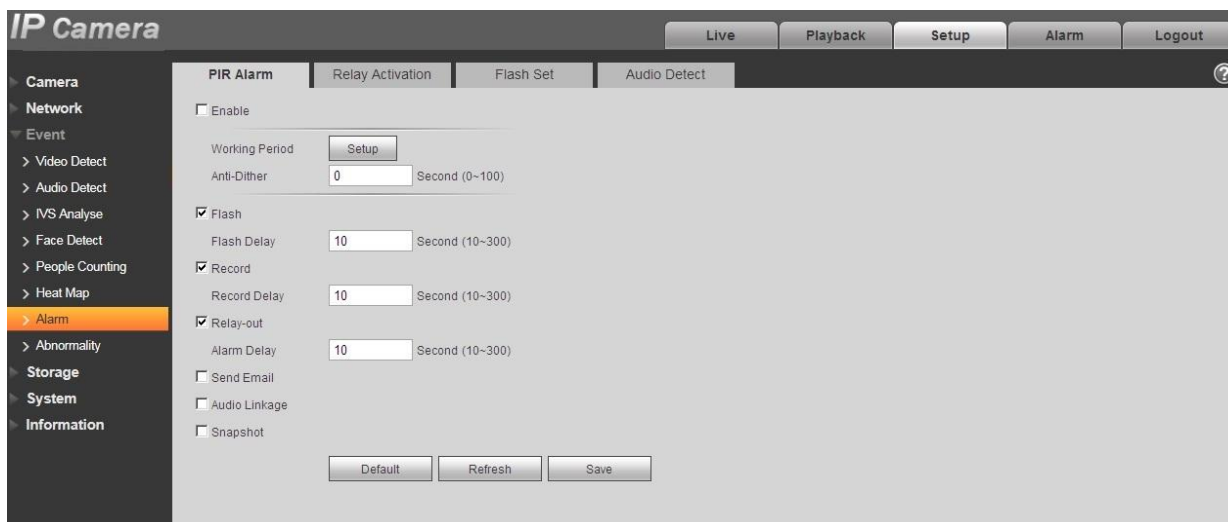 IP Camera
Live Playback Setup Alarm Logout
Camera
Network
Event
> Video Detect
> Audio Detect
> IVS Analyse
> Face Detect
> People Counting
> Heat Map
> Alarm
> Abnormality
Storage
System
Information
PIR Alarm Relay Activation Flash Set Audio Detect
?
Enable
Working Period Setup
Anti-Dither 0 Second (0~100)
Flash
Flash Delay 10 Second (10~300)
Record
Record Delay 10 Second (10~300)
Relay-out
Alarm Delay 10 Second (10~300)
Send Email
Audio Linkage
Snapshot
Default Refresh Save